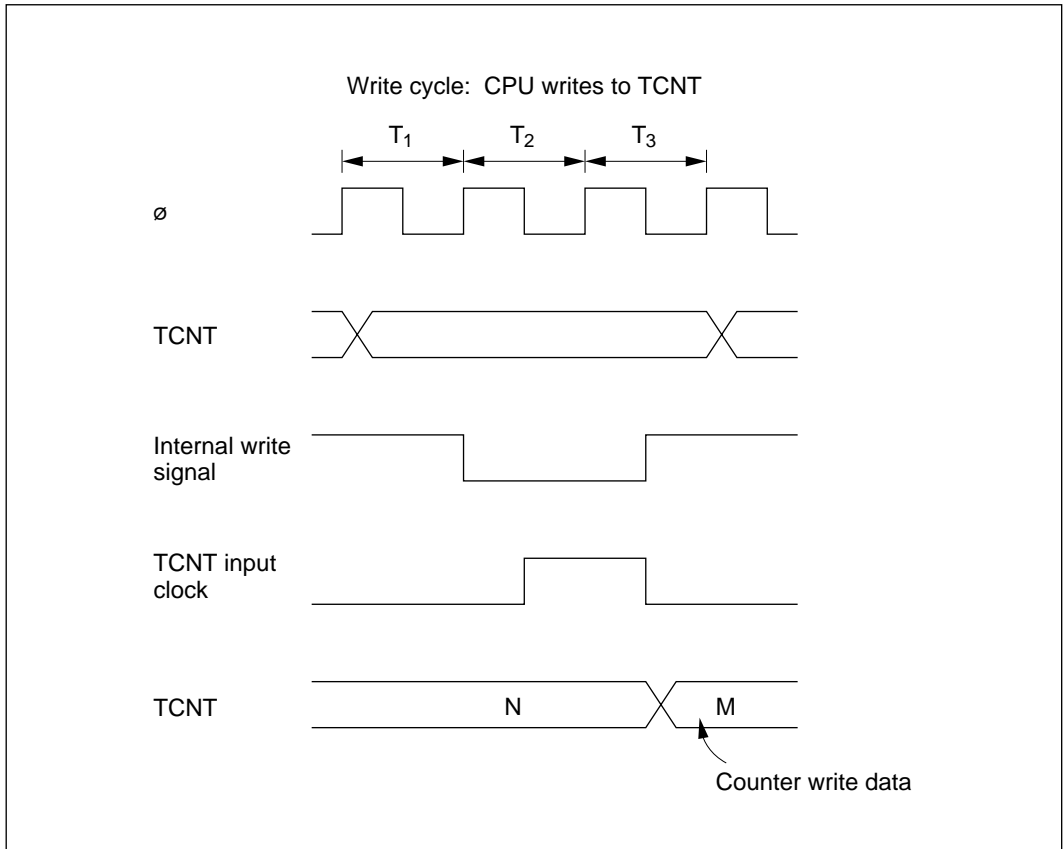 Write cycle: CPU writes to TCNT
T₁ T₂ T₃
ø
TCNT
Internal write
signal
TCNT input
clock
TCNT N M
Counter write data